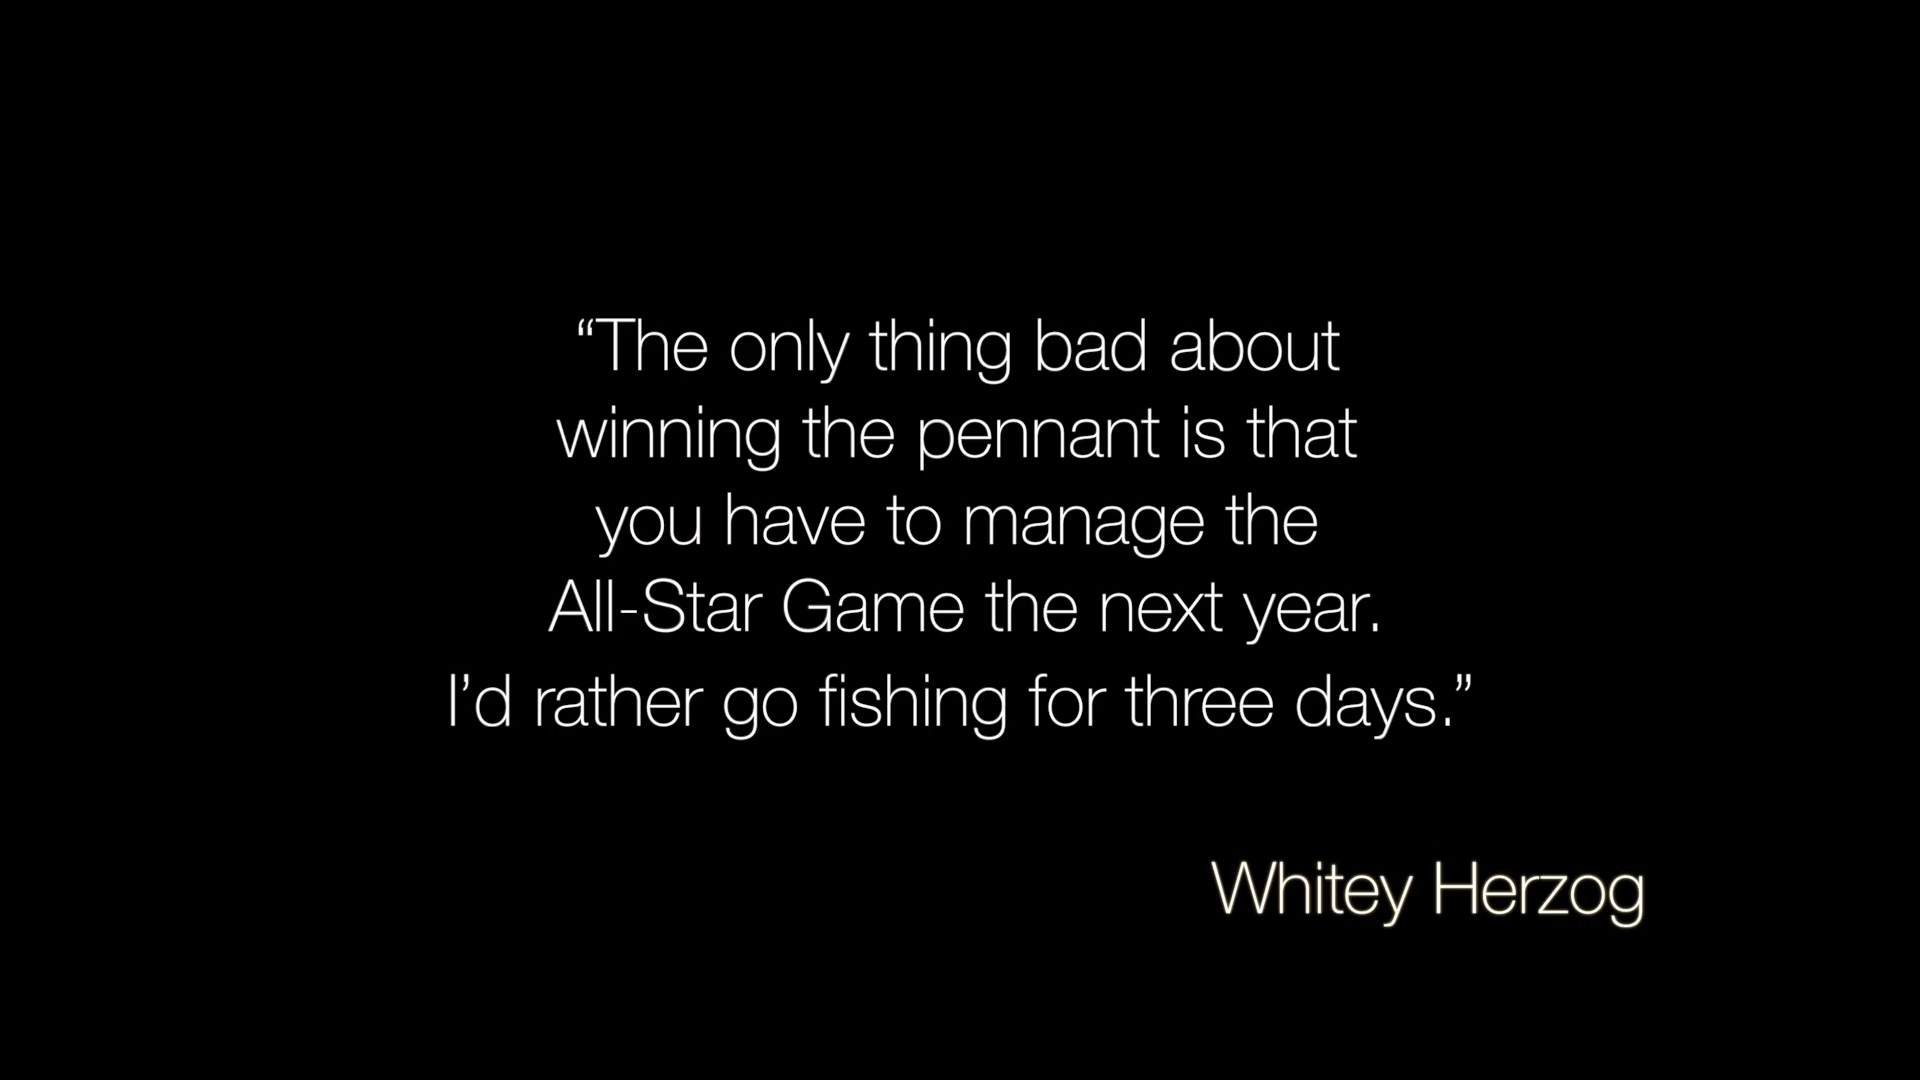 “The only thing bad about
winning the pennant is that
you have to manage the
All-Star Game the next year.
I’d rather go fishing for three days.”
Whitey Herzog